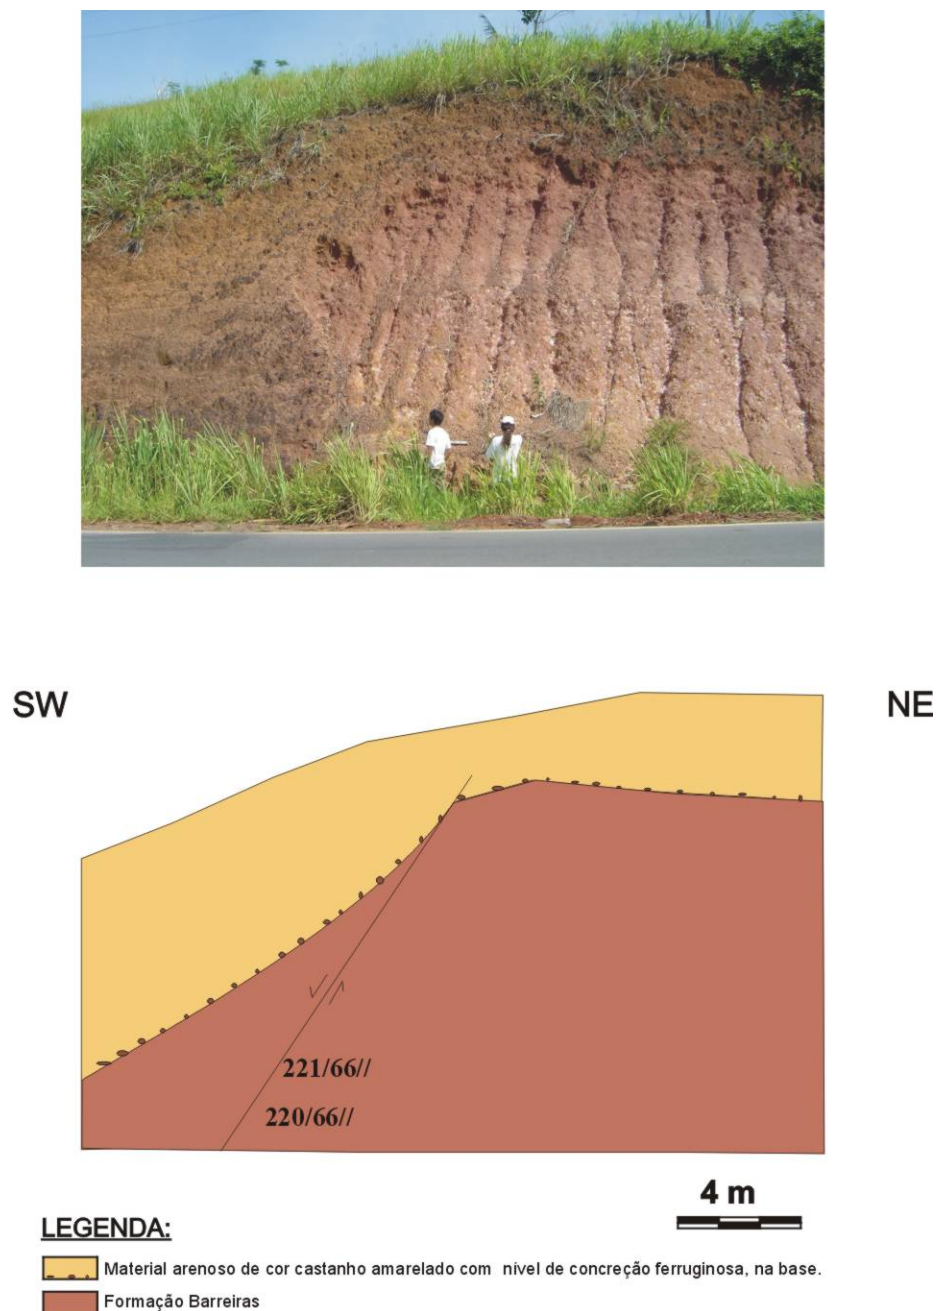 SW
NE
221/66//
220/66//
4 m
LEGENDA:
Material arenoso de cor castanho amarelado com nível de concreção ferruginosa, na base.
Formação Barreiras